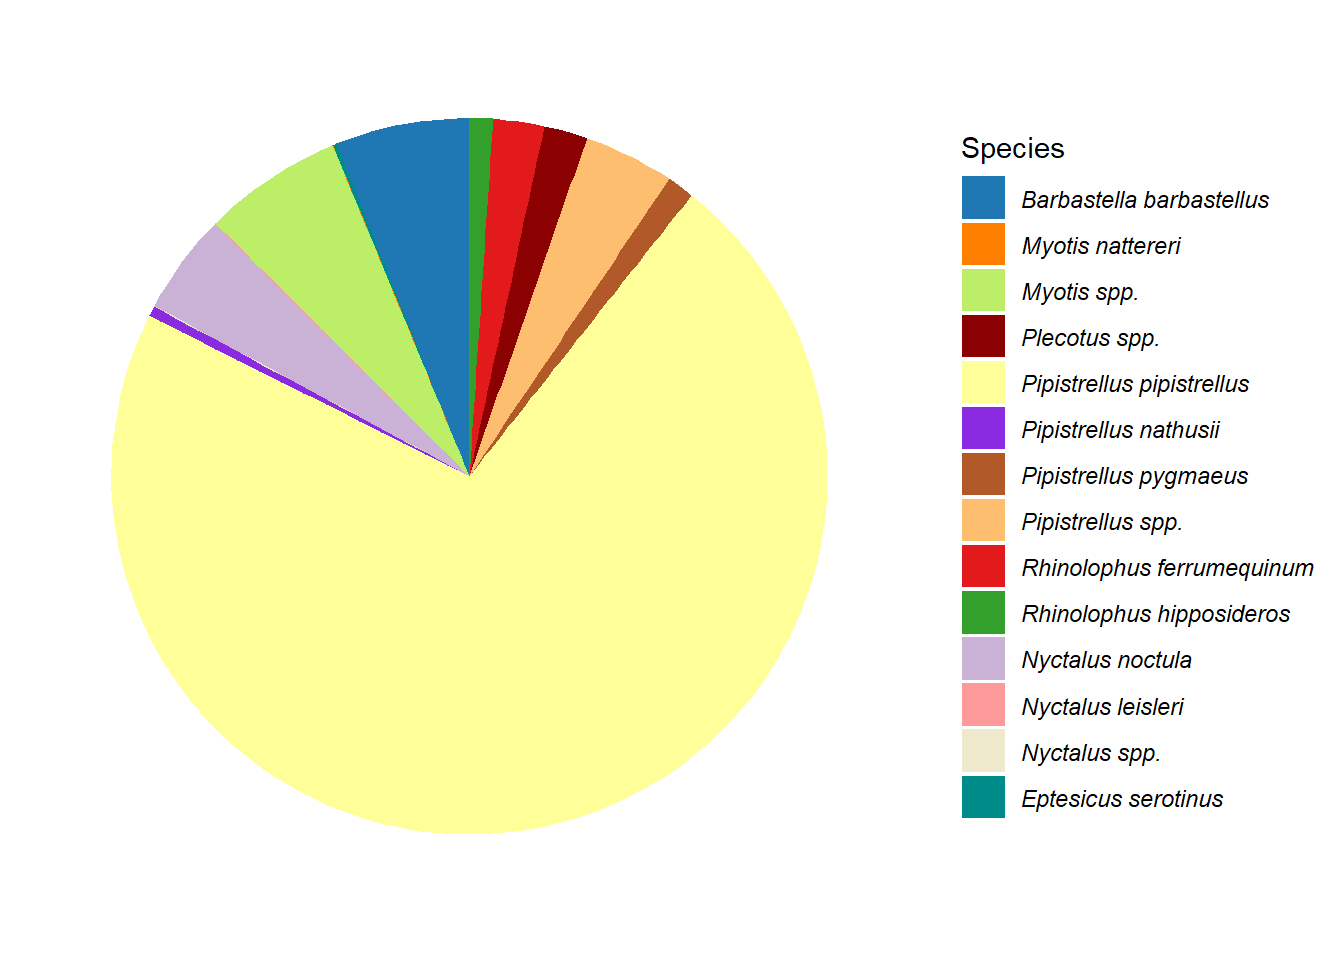 Species
Barbastella barbastellus
Myotis nattereri
Myotis spp.
Plecotus spp.
Pipistrellus pipistrellus
Pipistrellus nathusii
Pipistrellus pygmaeus
Pipistrellus spp.
Rhinolophus ferrumequinum
Rhinolophus hipposideros
Nyctalus noctula
Nyctalus leisleri
Nyctalus spp.
Eptesicus serotinus